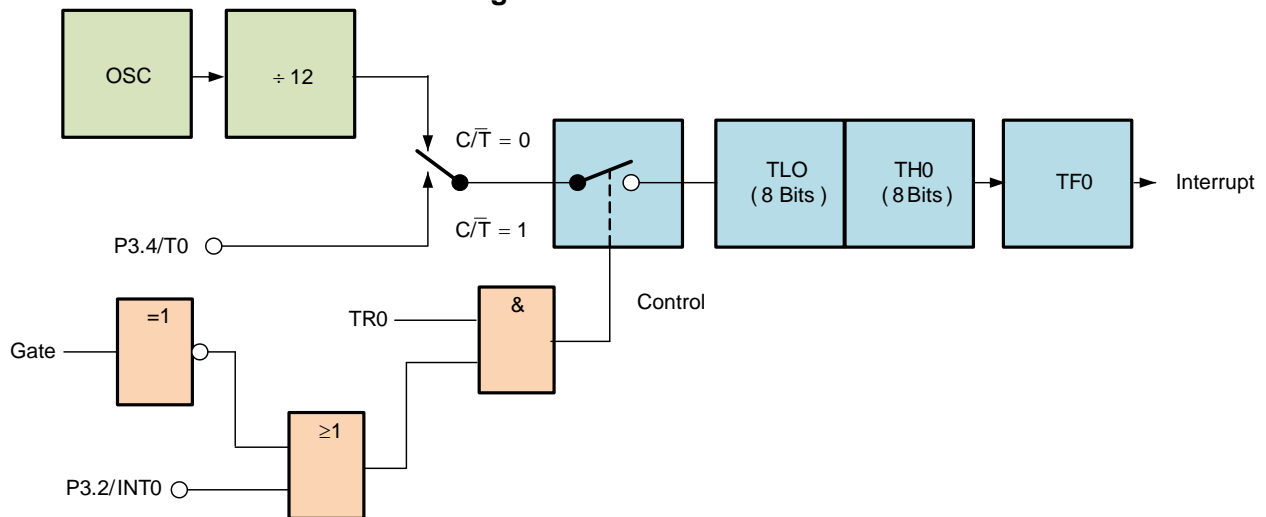 g
OSC
÷ 12
C/T̅ = 0
C/T̅ = 1
P3.4/T0
TLO
( 8 Bits )
TH0
( 8 Bits)
TF0
Interrupt
Control
TR0
&
=1
Gate
≥1
P3.2/INT0